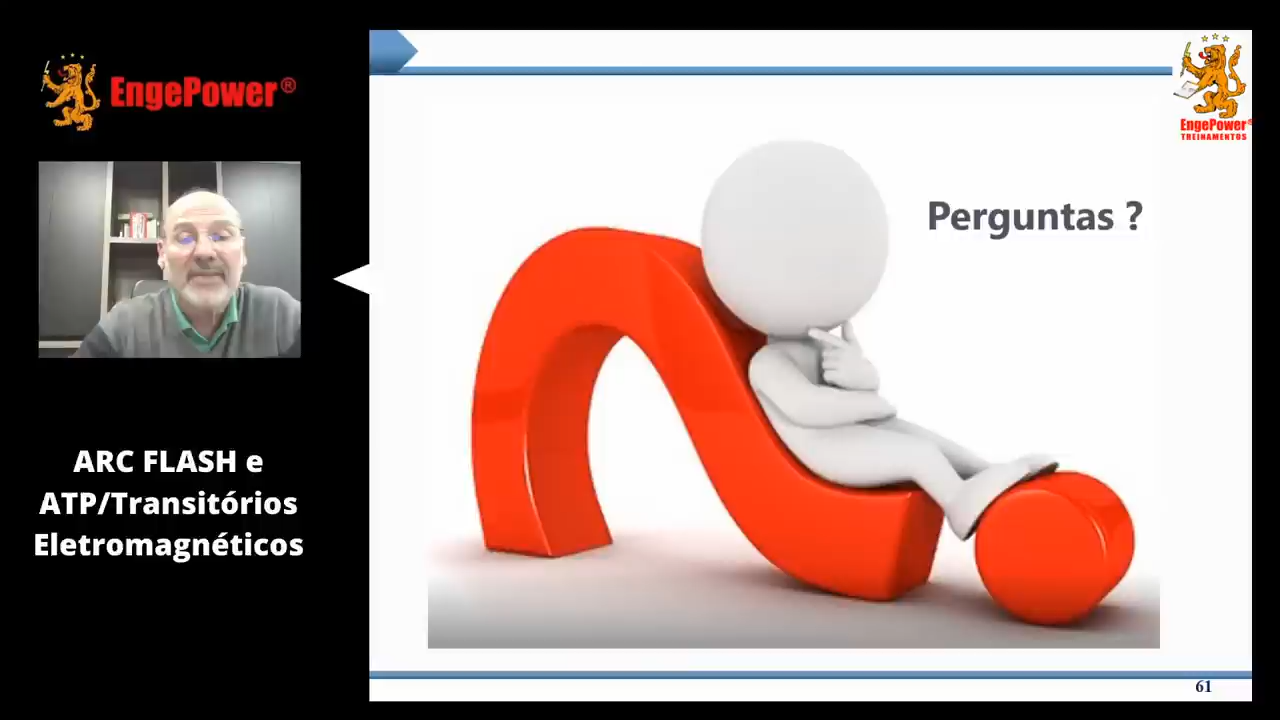 EngePower®
ARC FLASH e
ATP/Transitórios
Eletromagnéticos
EngePower®
TREINAMENTOS
Perguntas ?
61